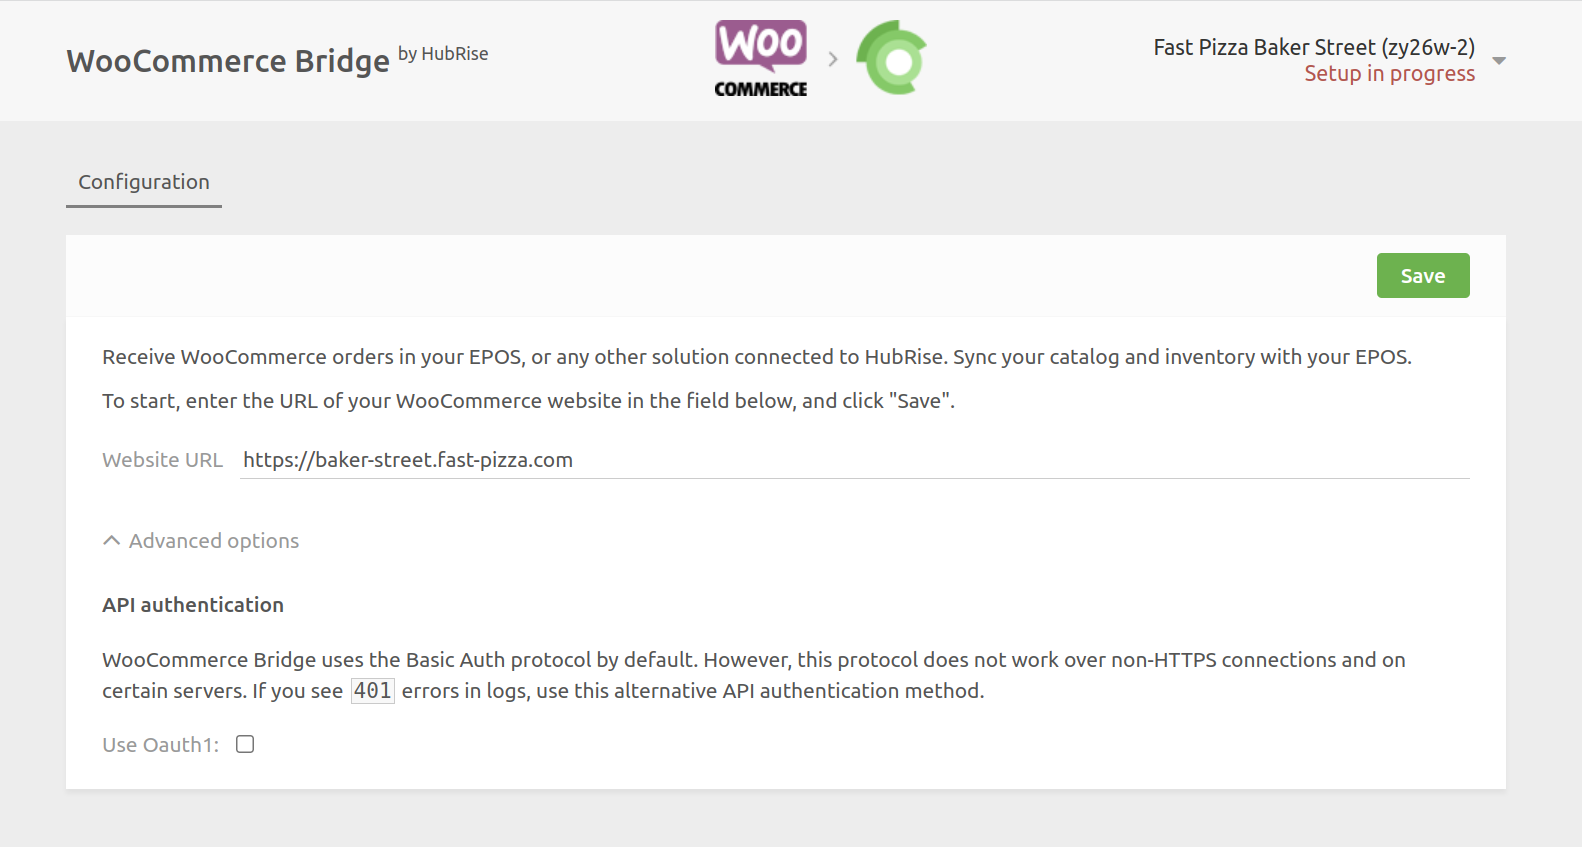 WooCommerce Bridge by HubRise
WOO
COMMERCE
Fast Pizza Baker Street (zy26w-2)
Setup in progress
Configuration
Save
Receive WooCommerce orders in your EPOS, or any other solution connected to HubRise. Sync your catalog and inventory with your EPOS.
To start, enter the URL of your WooCommerce website in the field below, and click "Save".
Website URL https://baker-street.fast-pizza.com
Advanced options
API authentication
WooCommerce Bridge uses the Basic Auth protocol by default. However, this protocol does not work over non-HTTPS connections and on
certain servers. If you see 401 errors in logs, use this alternative API authentication method.
Use Oauth1: